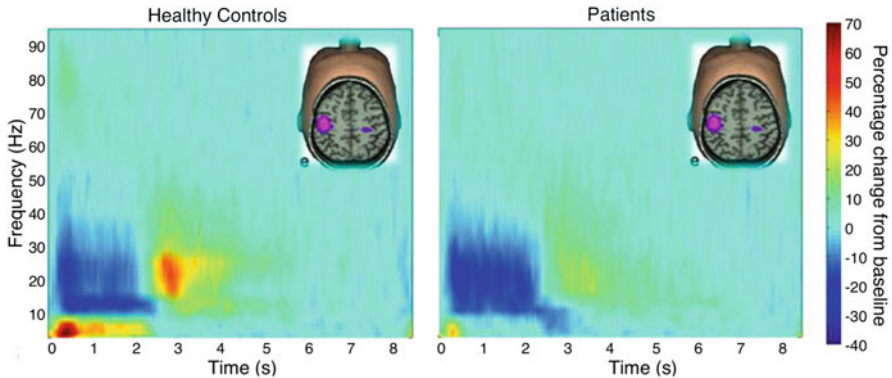 Healthy Controls
Patients
Frequency (Hz)
90
80
70
60
50
40
30
20
10
e
0 1 2 3 4 5 6 7 8
Time (s)
e
0 1 2 3 4 5 6 7 8
Time (s)
70
60
50
40
30
20
10
0
-10
-20
-30
-40
Percentage change from baseline